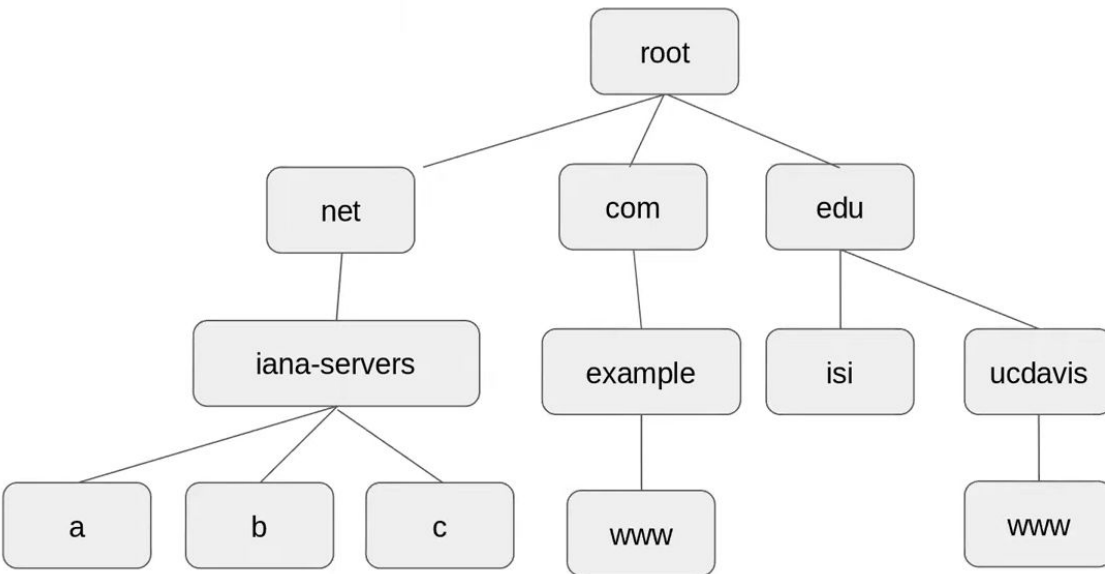 root
net
com
edu
iana-servers
example
isi
ucdavis
a
b
c
www
www